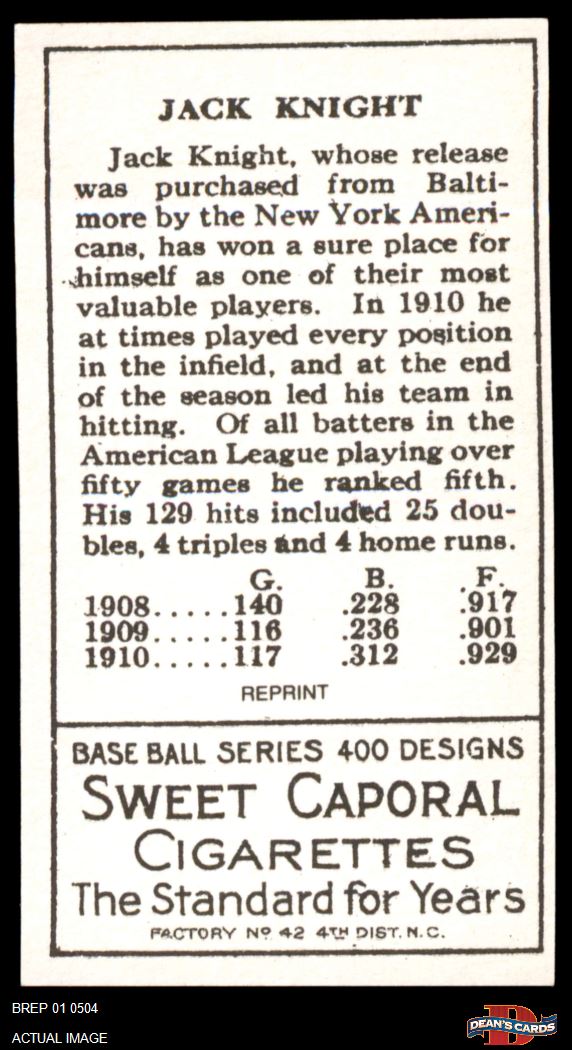 JACK KNIGHT
Jack Knight, whose release
was purchased from Balti-
more by the New York Ameri-
cans, has won a sure place for
himself as one of their most
valuable players. In 1910 he
at times played every position
in the infield, and at the end
of the season led his team in
hitting. Of all batters in the
American League playing over
fifty games he ranked fifth.
His 129 hits included 25 dou-
bles, 4 triples and 4 home runs.
G. B. F.
1908.....140 .228 .917
1909.....116 .236 .901
1910.....117 .312 .929
REPRINT
BASE BALL SERIES 400 DESIGNS
SWEET CAPORAL
CIGARETTES
The Standard for Years
FACTORY Nº 42 4TH DIST. N.C.
BREP 01 0504
ACTUAL IMAGE
D
DEAN'S CARDS